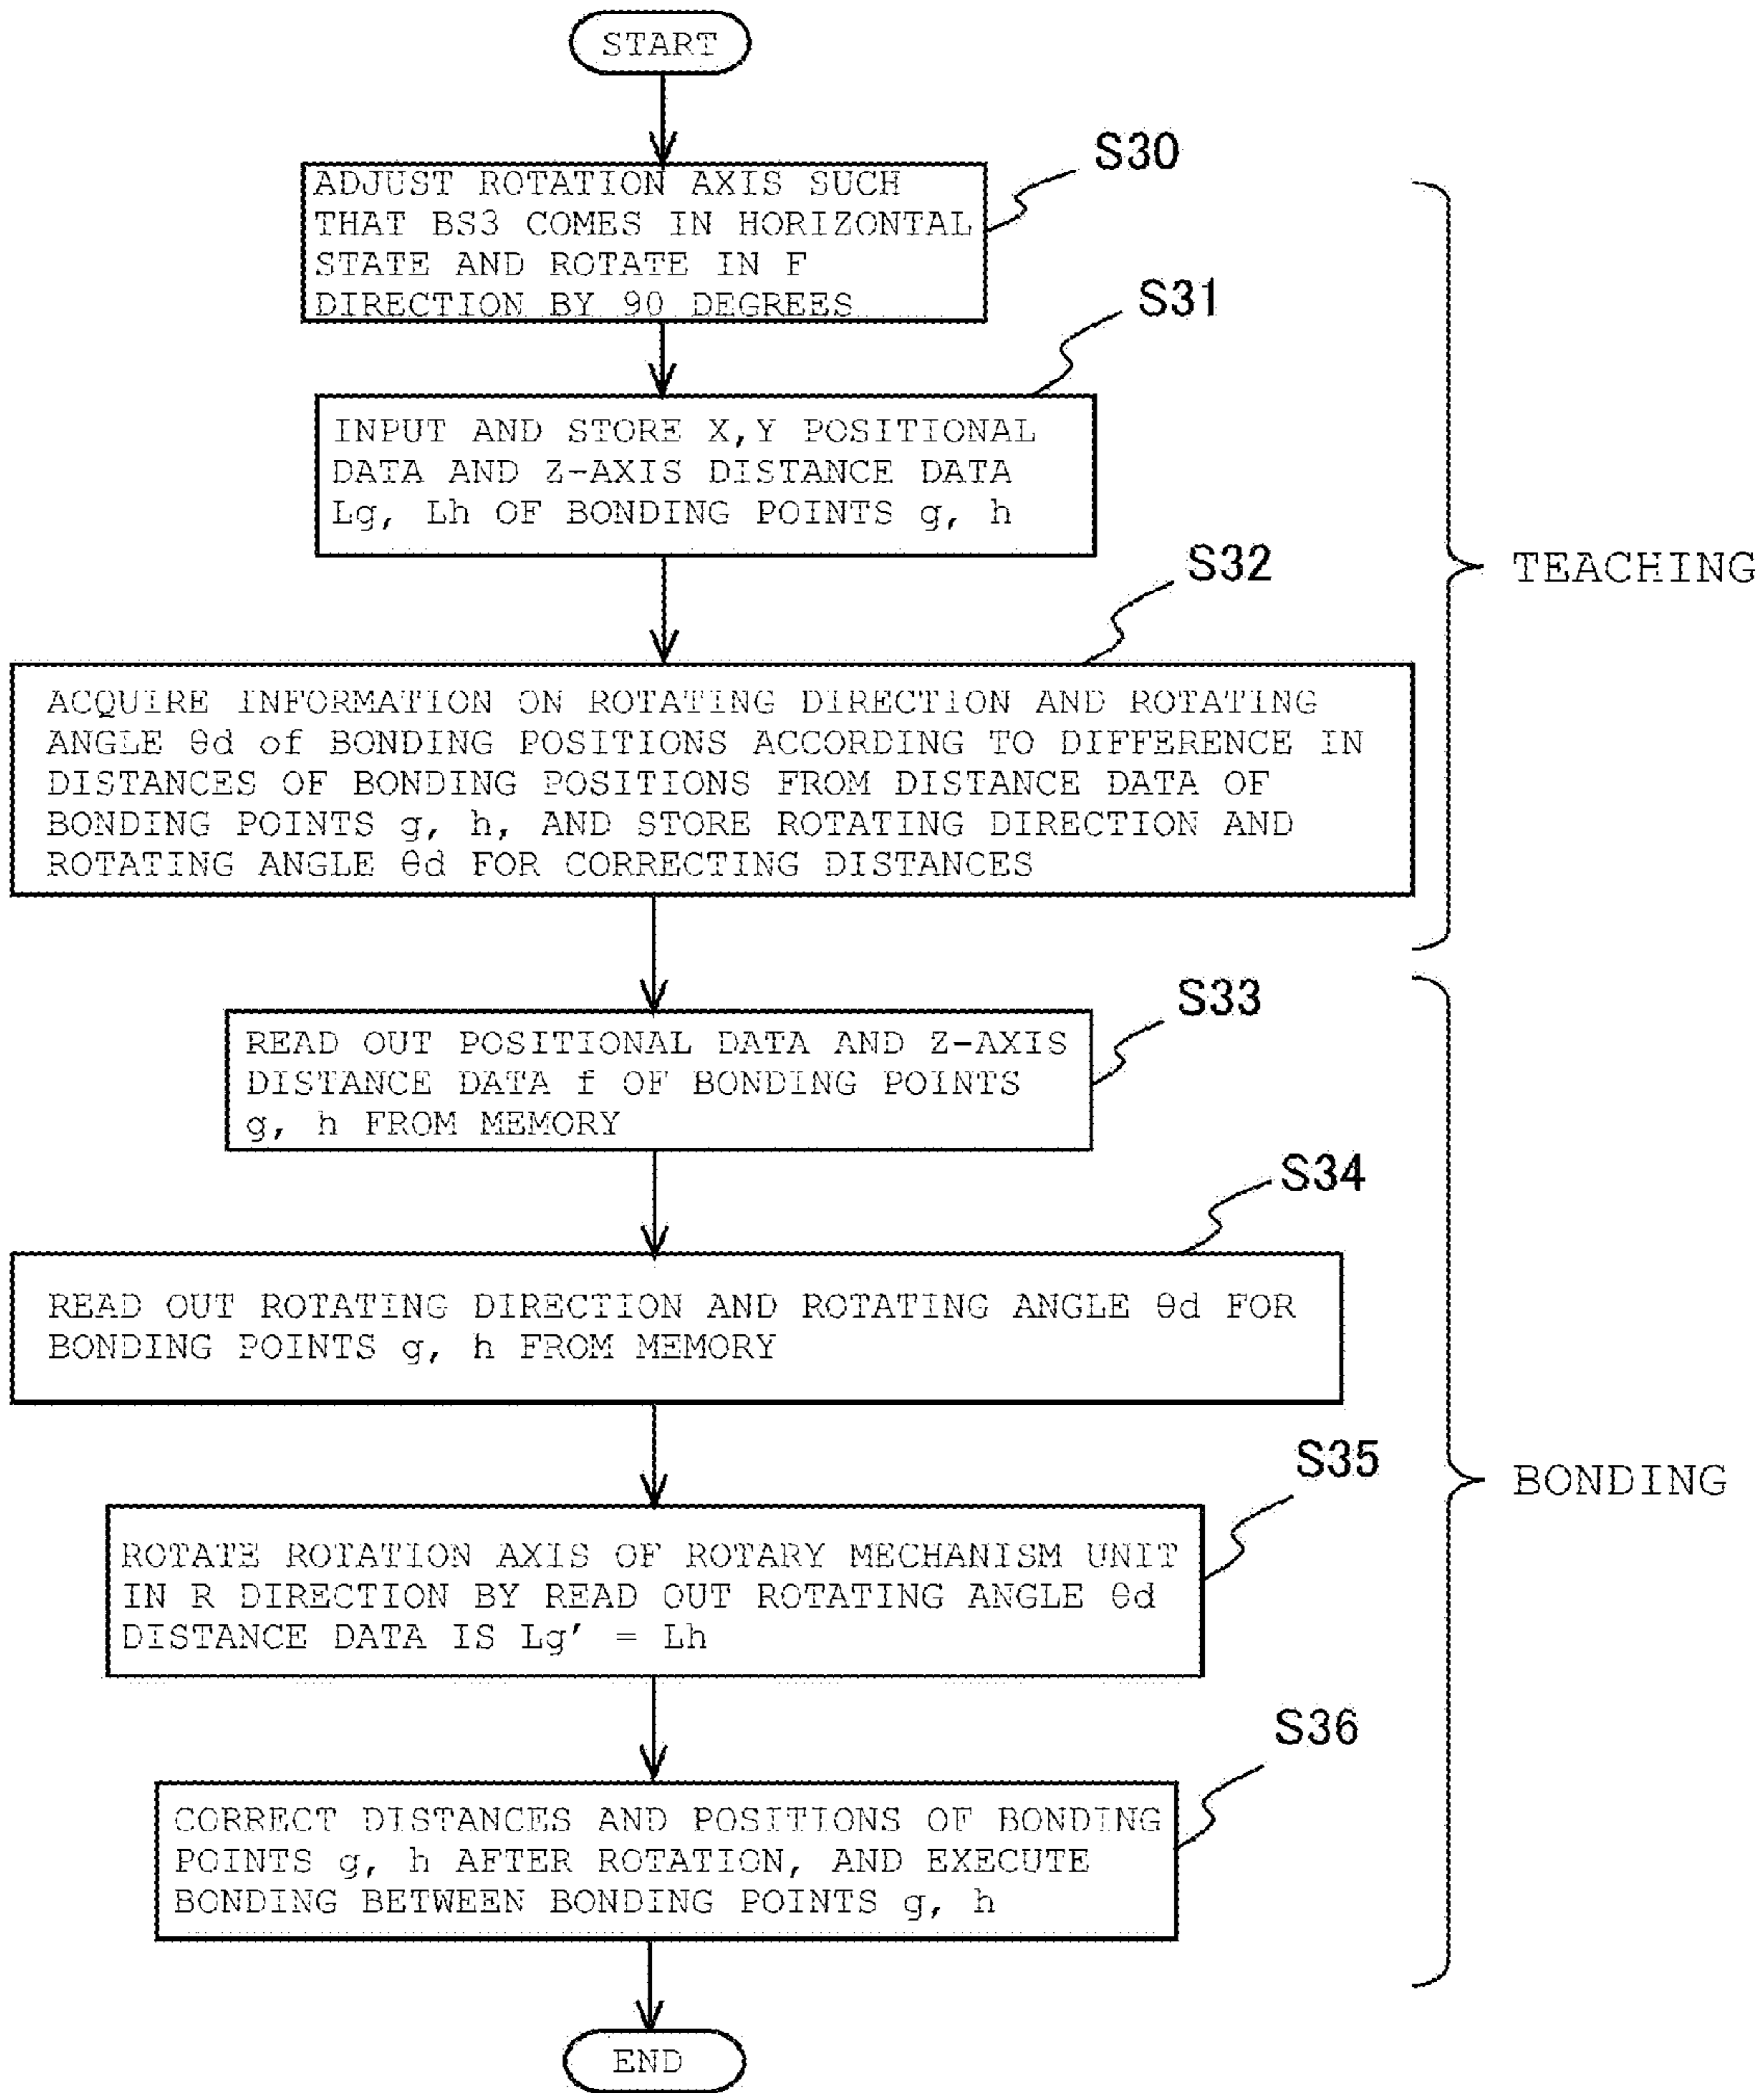 START
S30
ADJUST ROTATION AXIS SUCH
THAT BS3 COMES IN HORIZONTAL
STATE AND ROTATE IN F
DIRECTION BY 90 DEGREES
S31
INPUT AND STORE X,Y POSITIONAL
DATA AND Z-AXIS DISTANCE DATA
Lg, Lh OF BONDING POINTS g, h
S32
TEACHING
ACQUIRE INFORMATION ON ROTATING DIRECTION AND ROTATING
ANGLE θd of BONDING POSITIONS ACCORDING TO DIFFERENCE IN
DISTANCES OF BONDING POSITIONS FROM DISTANCE DATA OF
BONDING POINTS g, h, AND STORE ROTATING DIRECTION AND
ROTATING ANGLE θd FOR CORRECTING DISTANCES
S33
READ OUT POSITIONAL DATA AND Z-AXIS
DISTANCE DATA f OF BONDING POINTS
g, h FROM MEMORY
S34
READ OUT ROTATING DIRECTION AND ROTATING ANGLE θd FOR
BONDING POINTS g, h FROM MEMORY
S35
BONDING
ROTATE ROTATION AXIS OF ROTARY MECHANISM UNIT
IN R DIRECTION BY READ OUT ROTATING ANGLE θd
DISTANCE DATA IS Lg' = Lh
S36
CORRECT DISTANCES AND POSITIONS OF BONDING
POINTS g, h AFTER ROTATION, AND EXECUTE
BONDING BETWEEN BONDING POINTS g, h
END